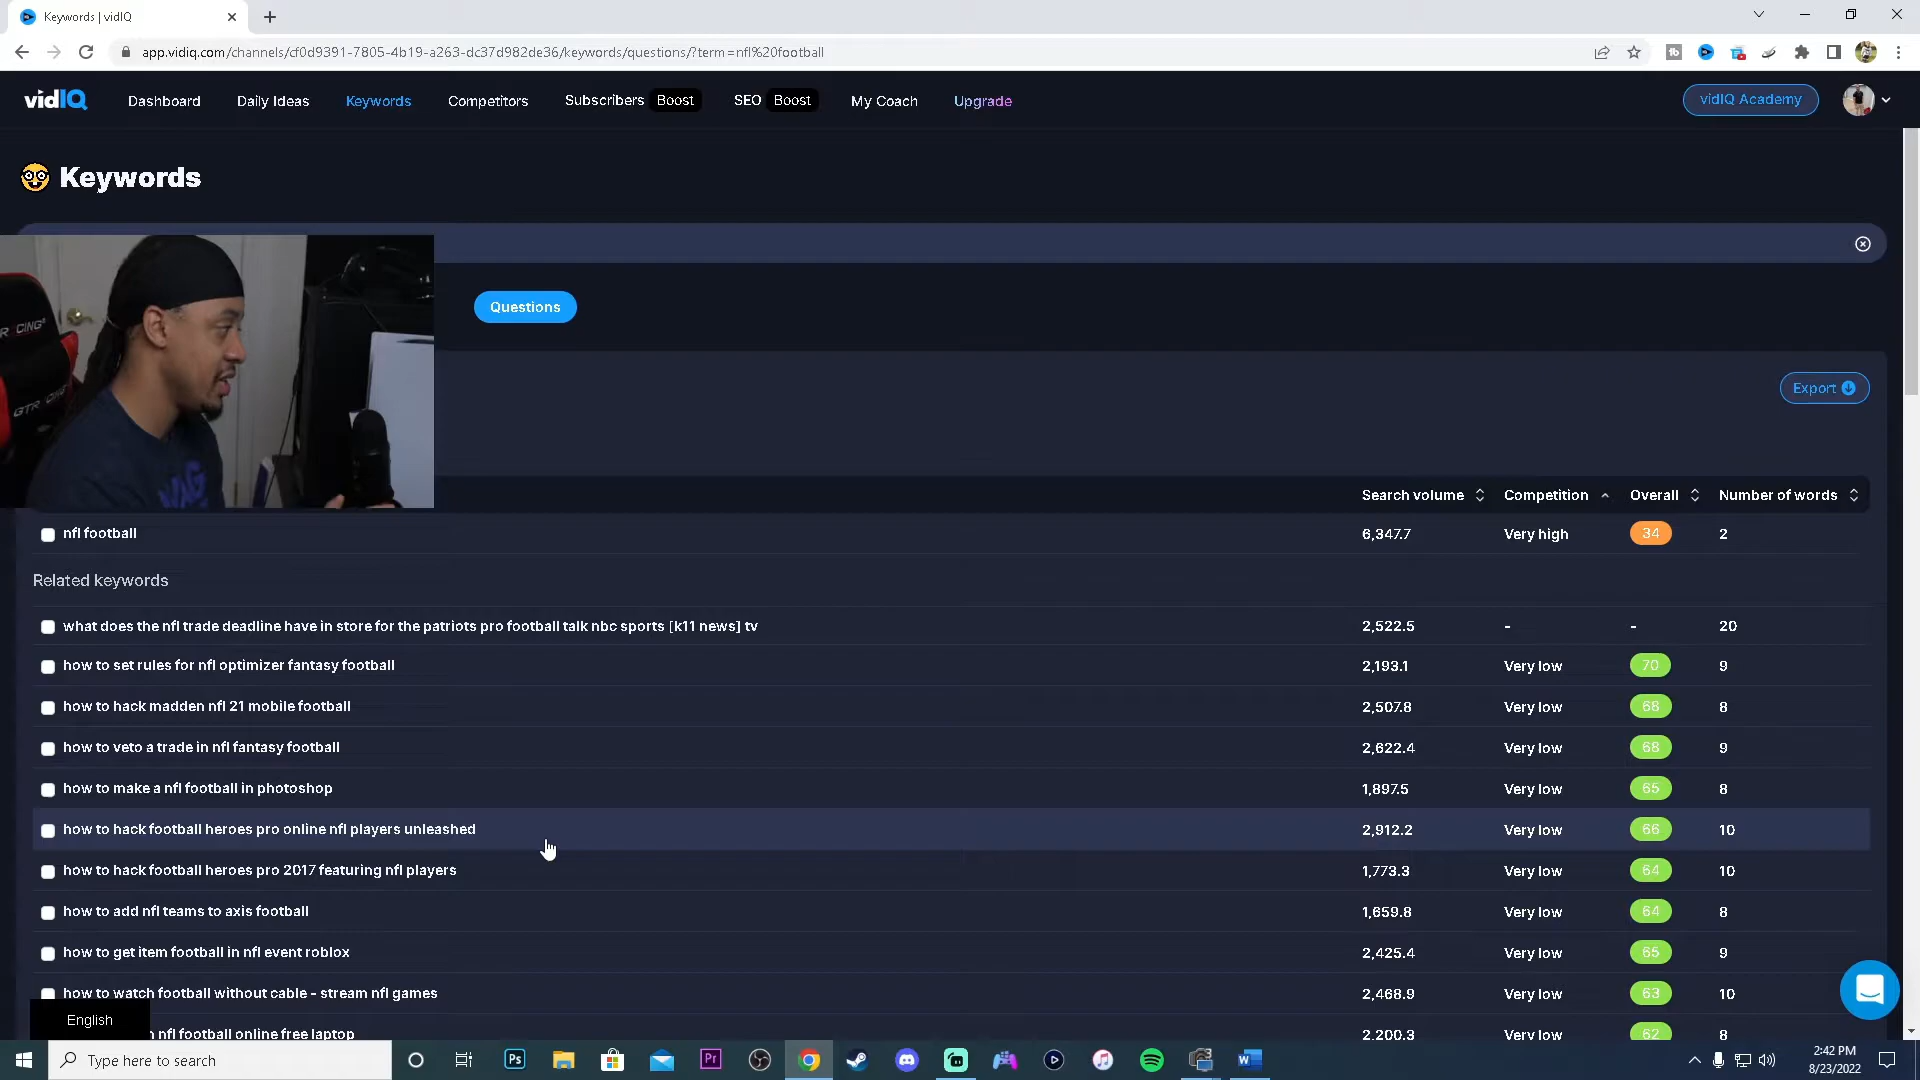 Keywords | vidIQ
app.vidiq.com/channels/cf0d9391-7805-4b19-a263-dc37d982de36/keywords/questions/?term=nfl%20football
vidIQ Dashboard Daily Ideas Keywords Competitors Subscribers Boost SEO Boost My Coach Upgrade vidIQ Academy
Keywords
Questions
Export
Search volume Competition Overall Number of words
nfl football 6,347.7 Very high 34 2
Related keywords
what does the nfl trade deadline have in store for the patriots pro football talk nbc sports [k11 news] tv 2,522.5 - - 20
how to set rules for nfl optimizer fantasy football 2,193.1 Very low 70 9
how to hack madden nfl 21 mobile football 2,507.8 Very low 68 8
how to veto a trade in nfl fantasy football 2,622.4 Very low 68 9
how to make a nfl football in photoshop 1,897.5 Very low 65 8
how to hack football heroes pro online nfl players unleashed 2,912.2 Very low 66 10
how to hack football heroes pro 2017 featuring nfl players 1,773.3 Very low 64 10
how to add nfl teams to axis football 1,659.8 Very low 64 8
how to get item football in nfl event roblox 2,425.4 Very low 65 9
how to watch football without cable - stream nfl games 2,468.9 Very low 63 10
nfl football online free laptop 2,200.3 Very low 62 8
English
Type here to search
2:42 PM
8/23/2022